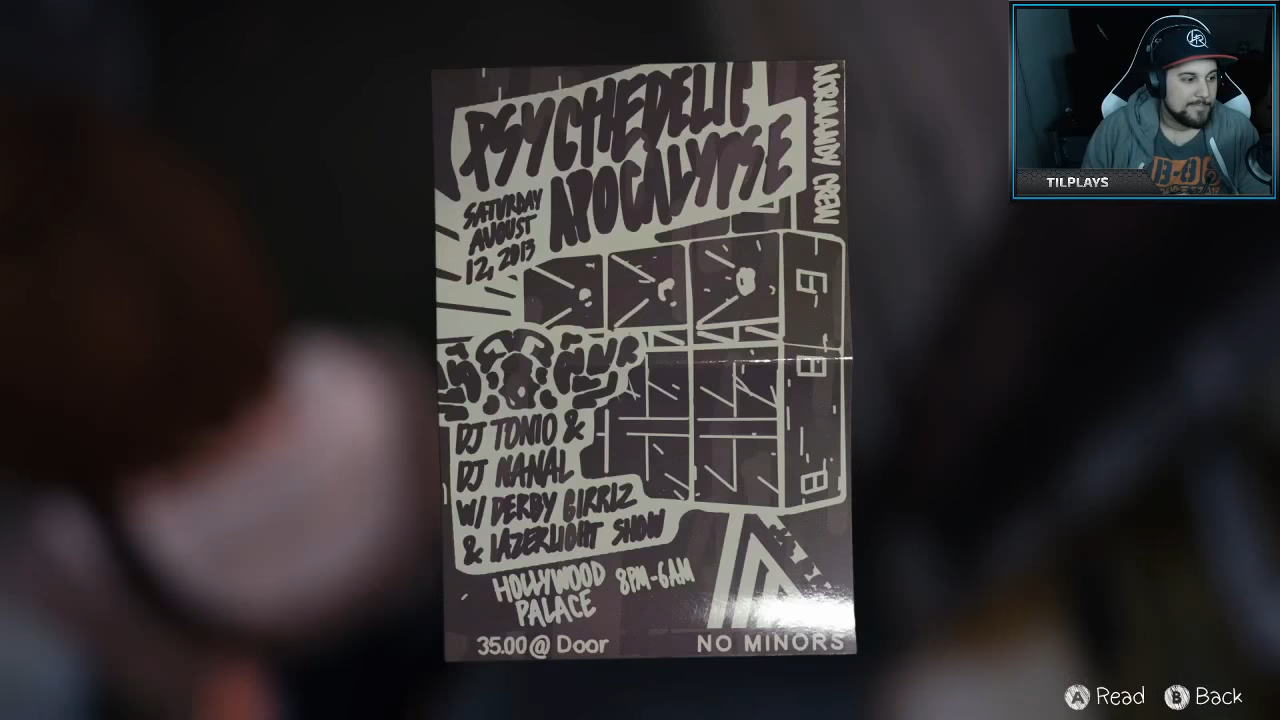 PSYCHEDELIC
APOCALYPSE
NORMANDY CREW
SATURDAY
AUGUST
12, 2013
DJ TONIO &
DJ NANAL
W/ DERBY GIRRLZ
& LAZERLIGHT SHOW
HOLLYWOOD
PALACE
8PM-6AM
35.00 @ Door
NO MINORS
TILPLAYS
A Read
B Back